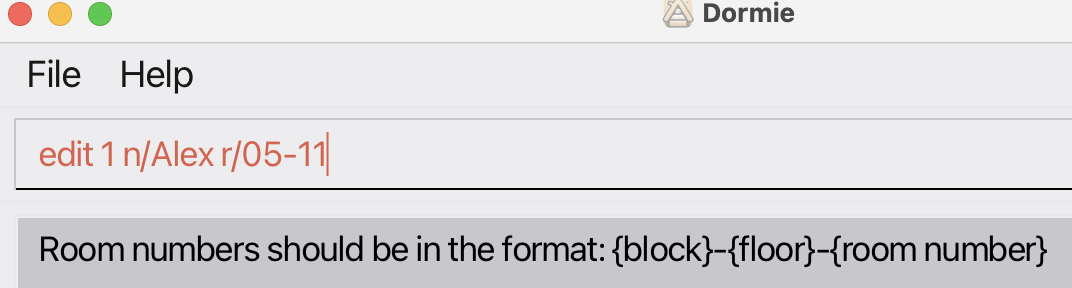 Dormie
File Help
edit 1 n/Alex r/05-11
Room numbers should be in the format: {block}-{floor}-{room number}